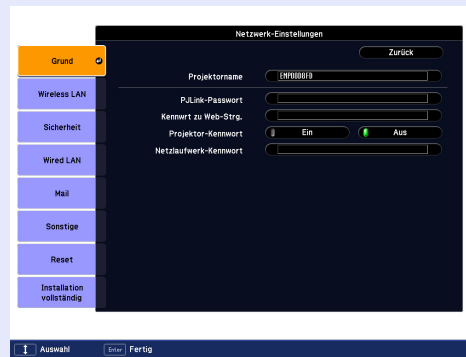 Netzwerk-Einstellungen
Zurück
Grund
Projektorname EMPDD8BFD
Wireless LAN
PJLink-Passwort
Kennwrt zu Web-Strg.
Sicherheit
Projektor-Kennwort Ein Aus
Netzlaufwerk-Kennwort
Wired LAN
Mail
Sonstige
Reset
Installation
vollständig
Auswahl Enter Fertig